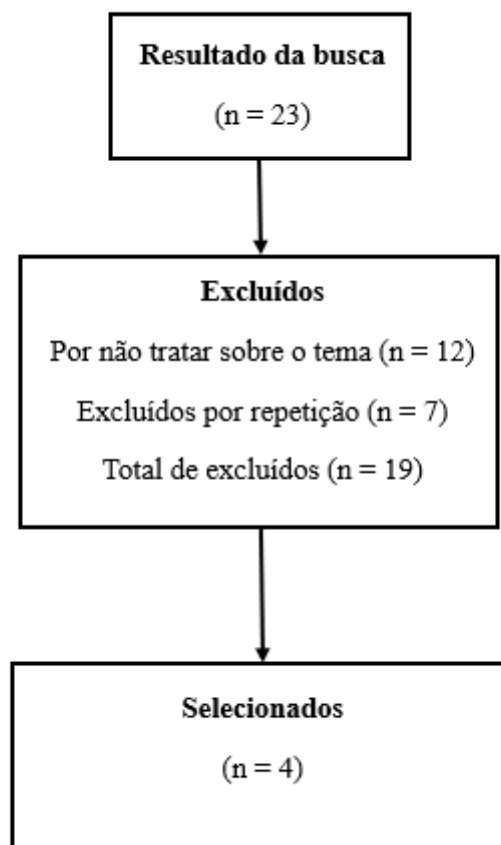 Resultado da busca
(n = 23)
Excluídos
Por não tratar sobre o tema (n = 12)
Excluídos por repetição (n = 7)
Total de excluídos (n = 19)
Selecionados
(n = 4)